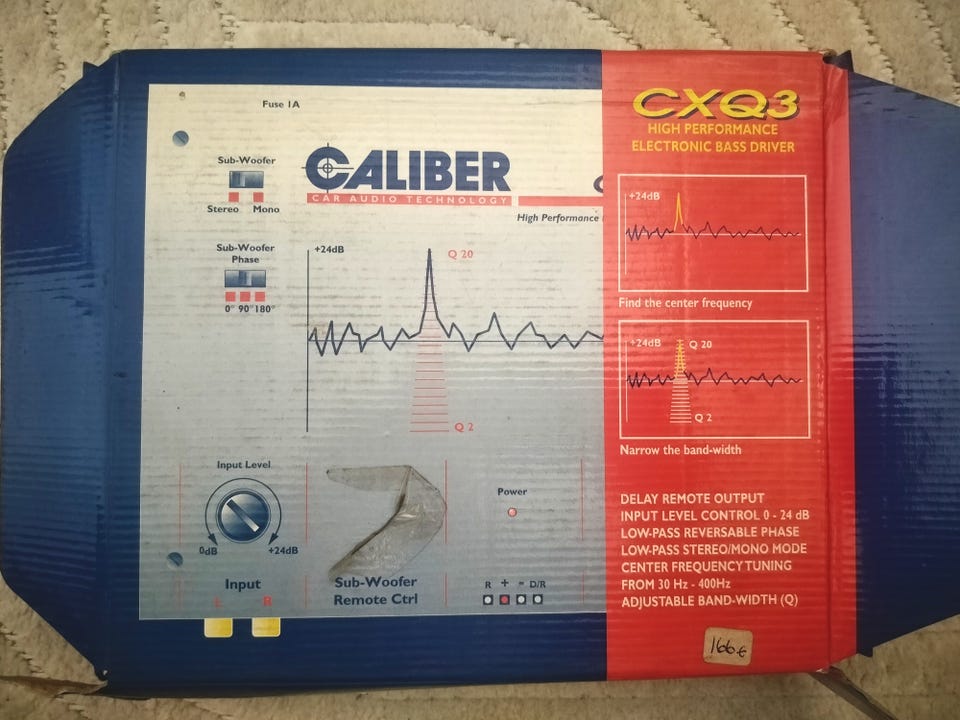 Fuse 1A
Sub-Woofer
Stereo Mono
Sub-Woofer
Phase
0° 90° 180°
CALIBER
CAR AUDIO TECHNOLOGY
High Performance
+24dB
Q 20
Q 2
Input Level
0dB +24dB
Input
L R
Sub-Woofer
Remote Ctrl
Power
R + = D/R
CXQ3
HIGH PERFORMANCE
ELECTRONIC BASS DRIVER
+24dB
Find the center frequency
+24dB
Q 20
Q 2
Narrow the band-width
DELAY REMOTE OUTPUT
INPUT LEVEL CONTROL 0 - 24 dB
LOW-PASS REVERSABLE PHASE
LOW-PASS STEREO/MONO MODE
CENTER FREQUENCY TUNING
FROM 30 Hz - 400Hz
ADJUSTABLE BAND-WIDTH (Q)
166.€